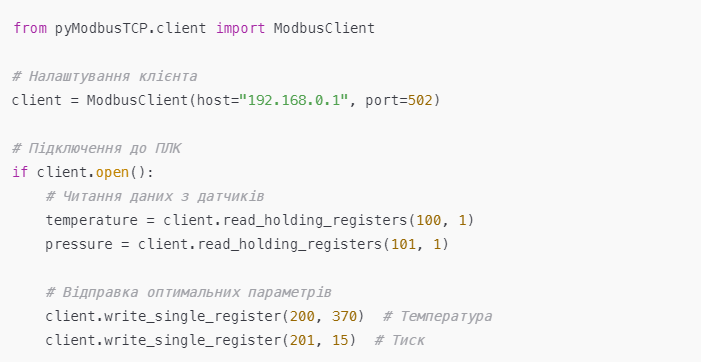 from pyModbusTCP.client import ModbusClient
# Налаштування клієнта
client = ModbusClient(host="192.168.0.1", port=502)
# Підключення до ПЛК
if client.open():
    # Читання даних з датчиків
    temperature = client.read_holding_registers(100, 1)
    pressure = client.read_holding_registers(101, 1)
    # Відправка оптимальних параметрів
    client.write_single_register(200, 370)  # Температура
    client.write_single_register(201, 15)  # Тиск